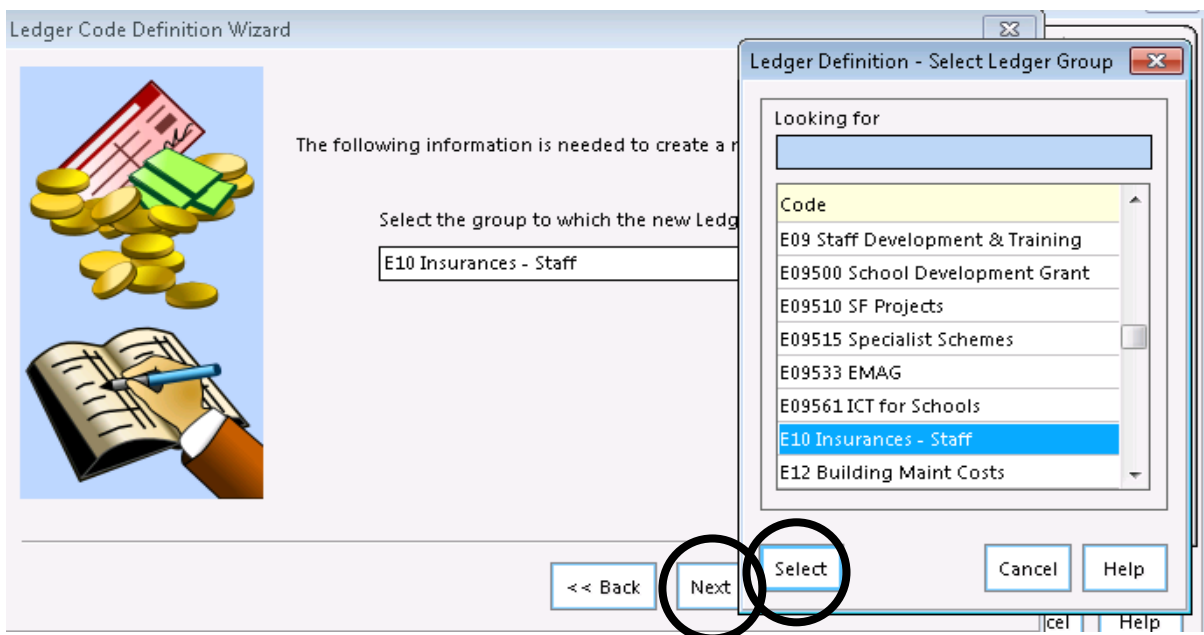 Ledger Code Definition Wizard
Ledger Definition - Select Ledger Group
Looking for
The following information is needed to create a
Select the group to which the new
E10 Insurances - Staff
Code
E09 Staff Development & Training
E09500 School Development Grant
E09510 SF Projects
E09515 Specialist Schemes
E09533 EMAG
E09561 ICT for Schools
E10 Insurances - Staff
E12 Building Maint Costs
<< Back
Next
Select
Cancel
Help
cel
Help